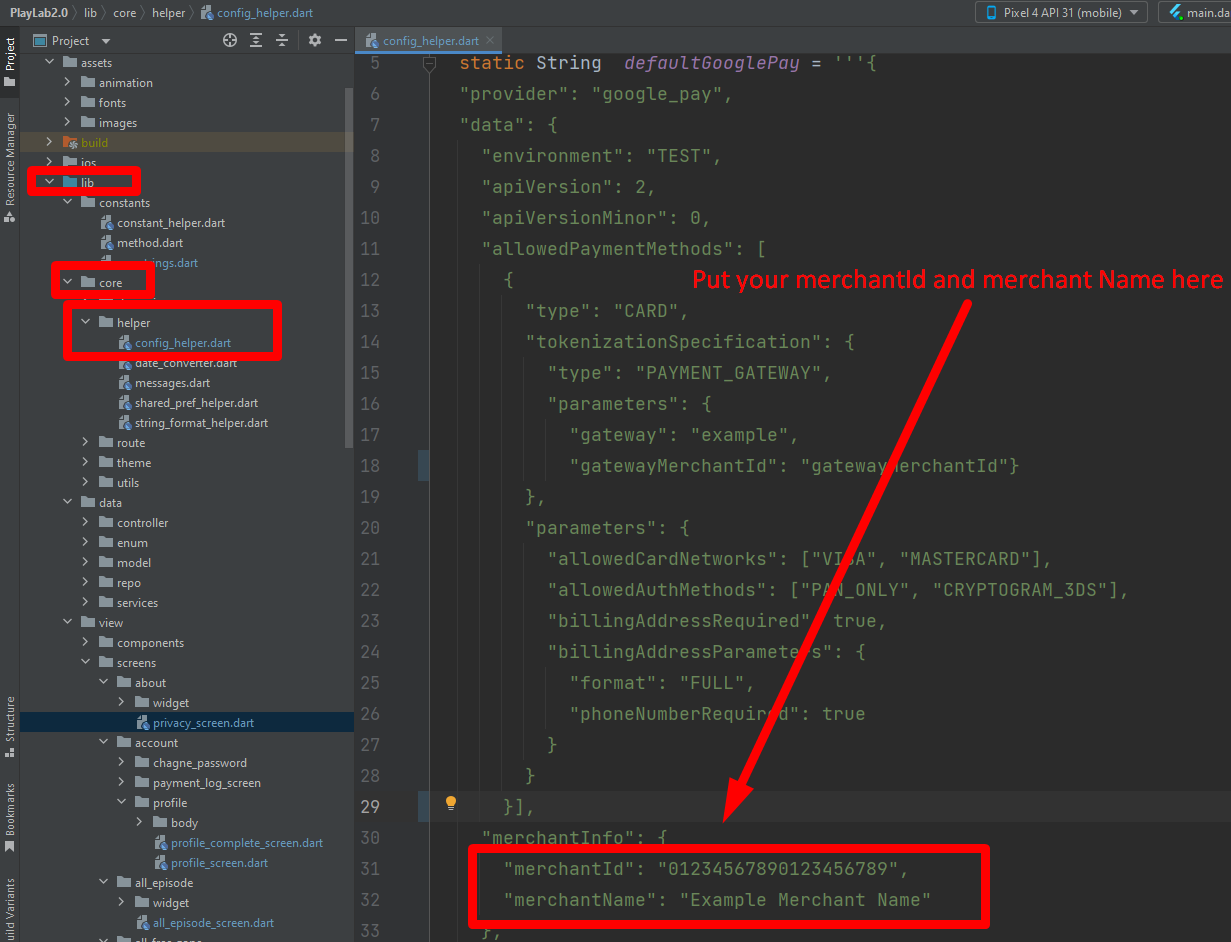 PlayLab2.0 lib core helper config_helper.dart
Pixel 4 API 31 (mobile)
Project
config_helper.dart
Project
Resource Manager
Structure
Bookmarks
assets
animation
fonts
images
build
ios
lib
constants
constant_helper.dart
method.dart
core
helper
config_helper.dart
date_converter.dart
messages.dart
shared_pref_helper.dart
string_format_helper.dart
route
theme
utils
data
controller
enum
model
repo
services
view
components
screens
about
widget
privacy_screen.dart
account
chagne_password
payment_log_screen
profile
body
profile_complete_screen.dart
profile_screen.dart
all_episode
widget
all_episode_screen.dart
5 static String defaultGooglePay = '''{
6 "provider": "google_pay",
7 "data": {
8 "environment": "TEST",
9 "apiVersion": 2,
10 "apiVersionMinor": 0,
11 "allowedPaymentMethods": [
12 {
Put your merchantId and merchant Name here
13 "type": "CARD",
14 "tokenizationSpecification": {
15 "type": "PAYMENT_GATEWAY",
16 "parameters": {
17 "gateway": "example",
18 "gatewayMerchantId": "gatewayMerchantId"}
19 },
20 "parameters": {
21 "allowedCardNetworks": ["VISA", "MASTERCARD"],
22 "allowedAuthMethods": ["PAN_ONLY", "CRYPTOGRAM_3DS"],
23 "billingAddressRequired": true,
24 "billingAddressParameters": {
25 "format": "FULL",
26 "phoneNumberRequired": true
27 }
28 }
29 }],
30 "merchantInfo": {
31 "merchantId": "012345678901234567​89",
32 "merchantName": "Example Merchant Name"
33 },